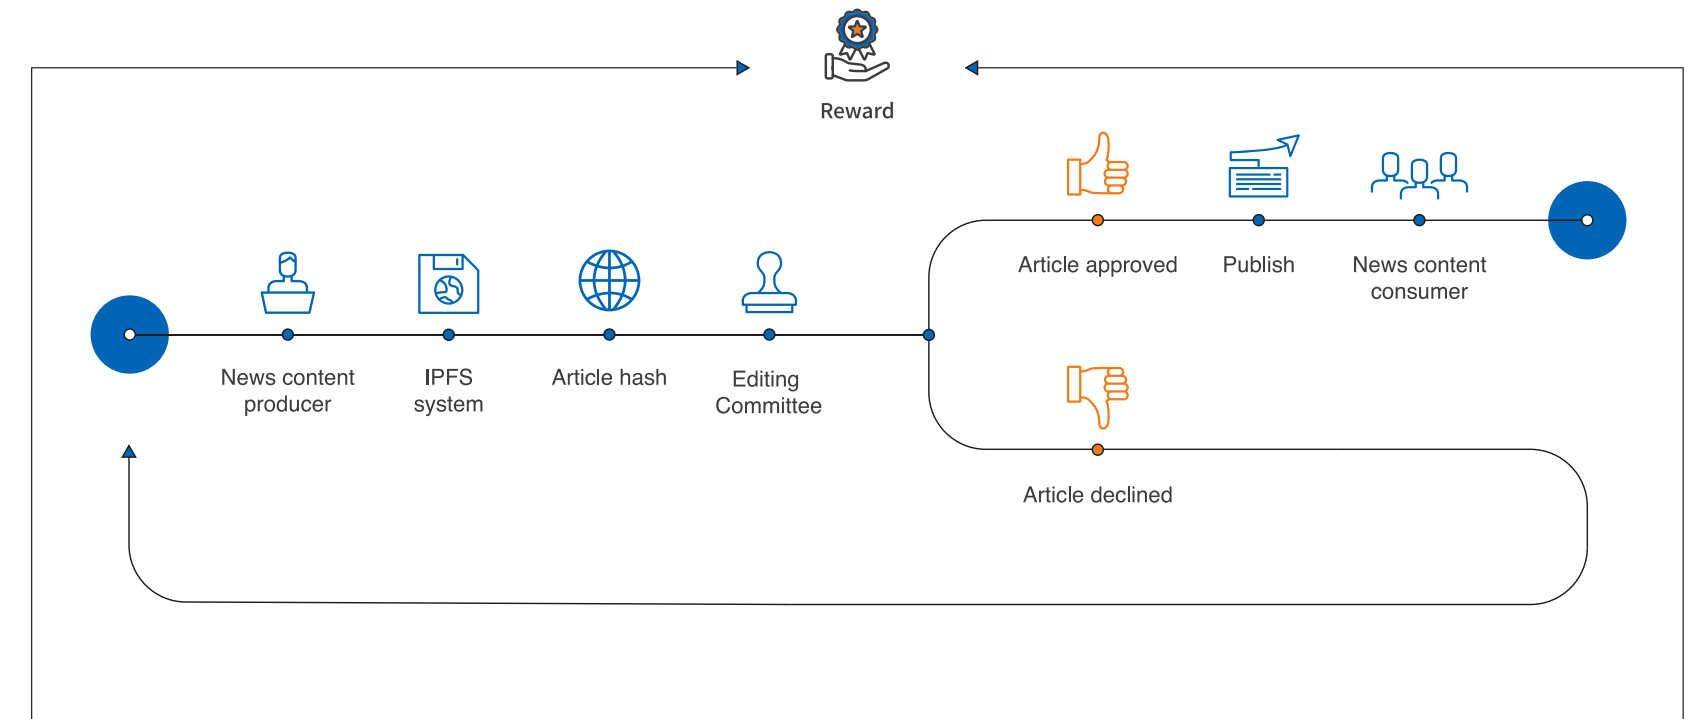 Reward
Article approved
Publish
News content
consumer
News content
producer
IPFS
system
Article hash
Editing
Committee
Article declined